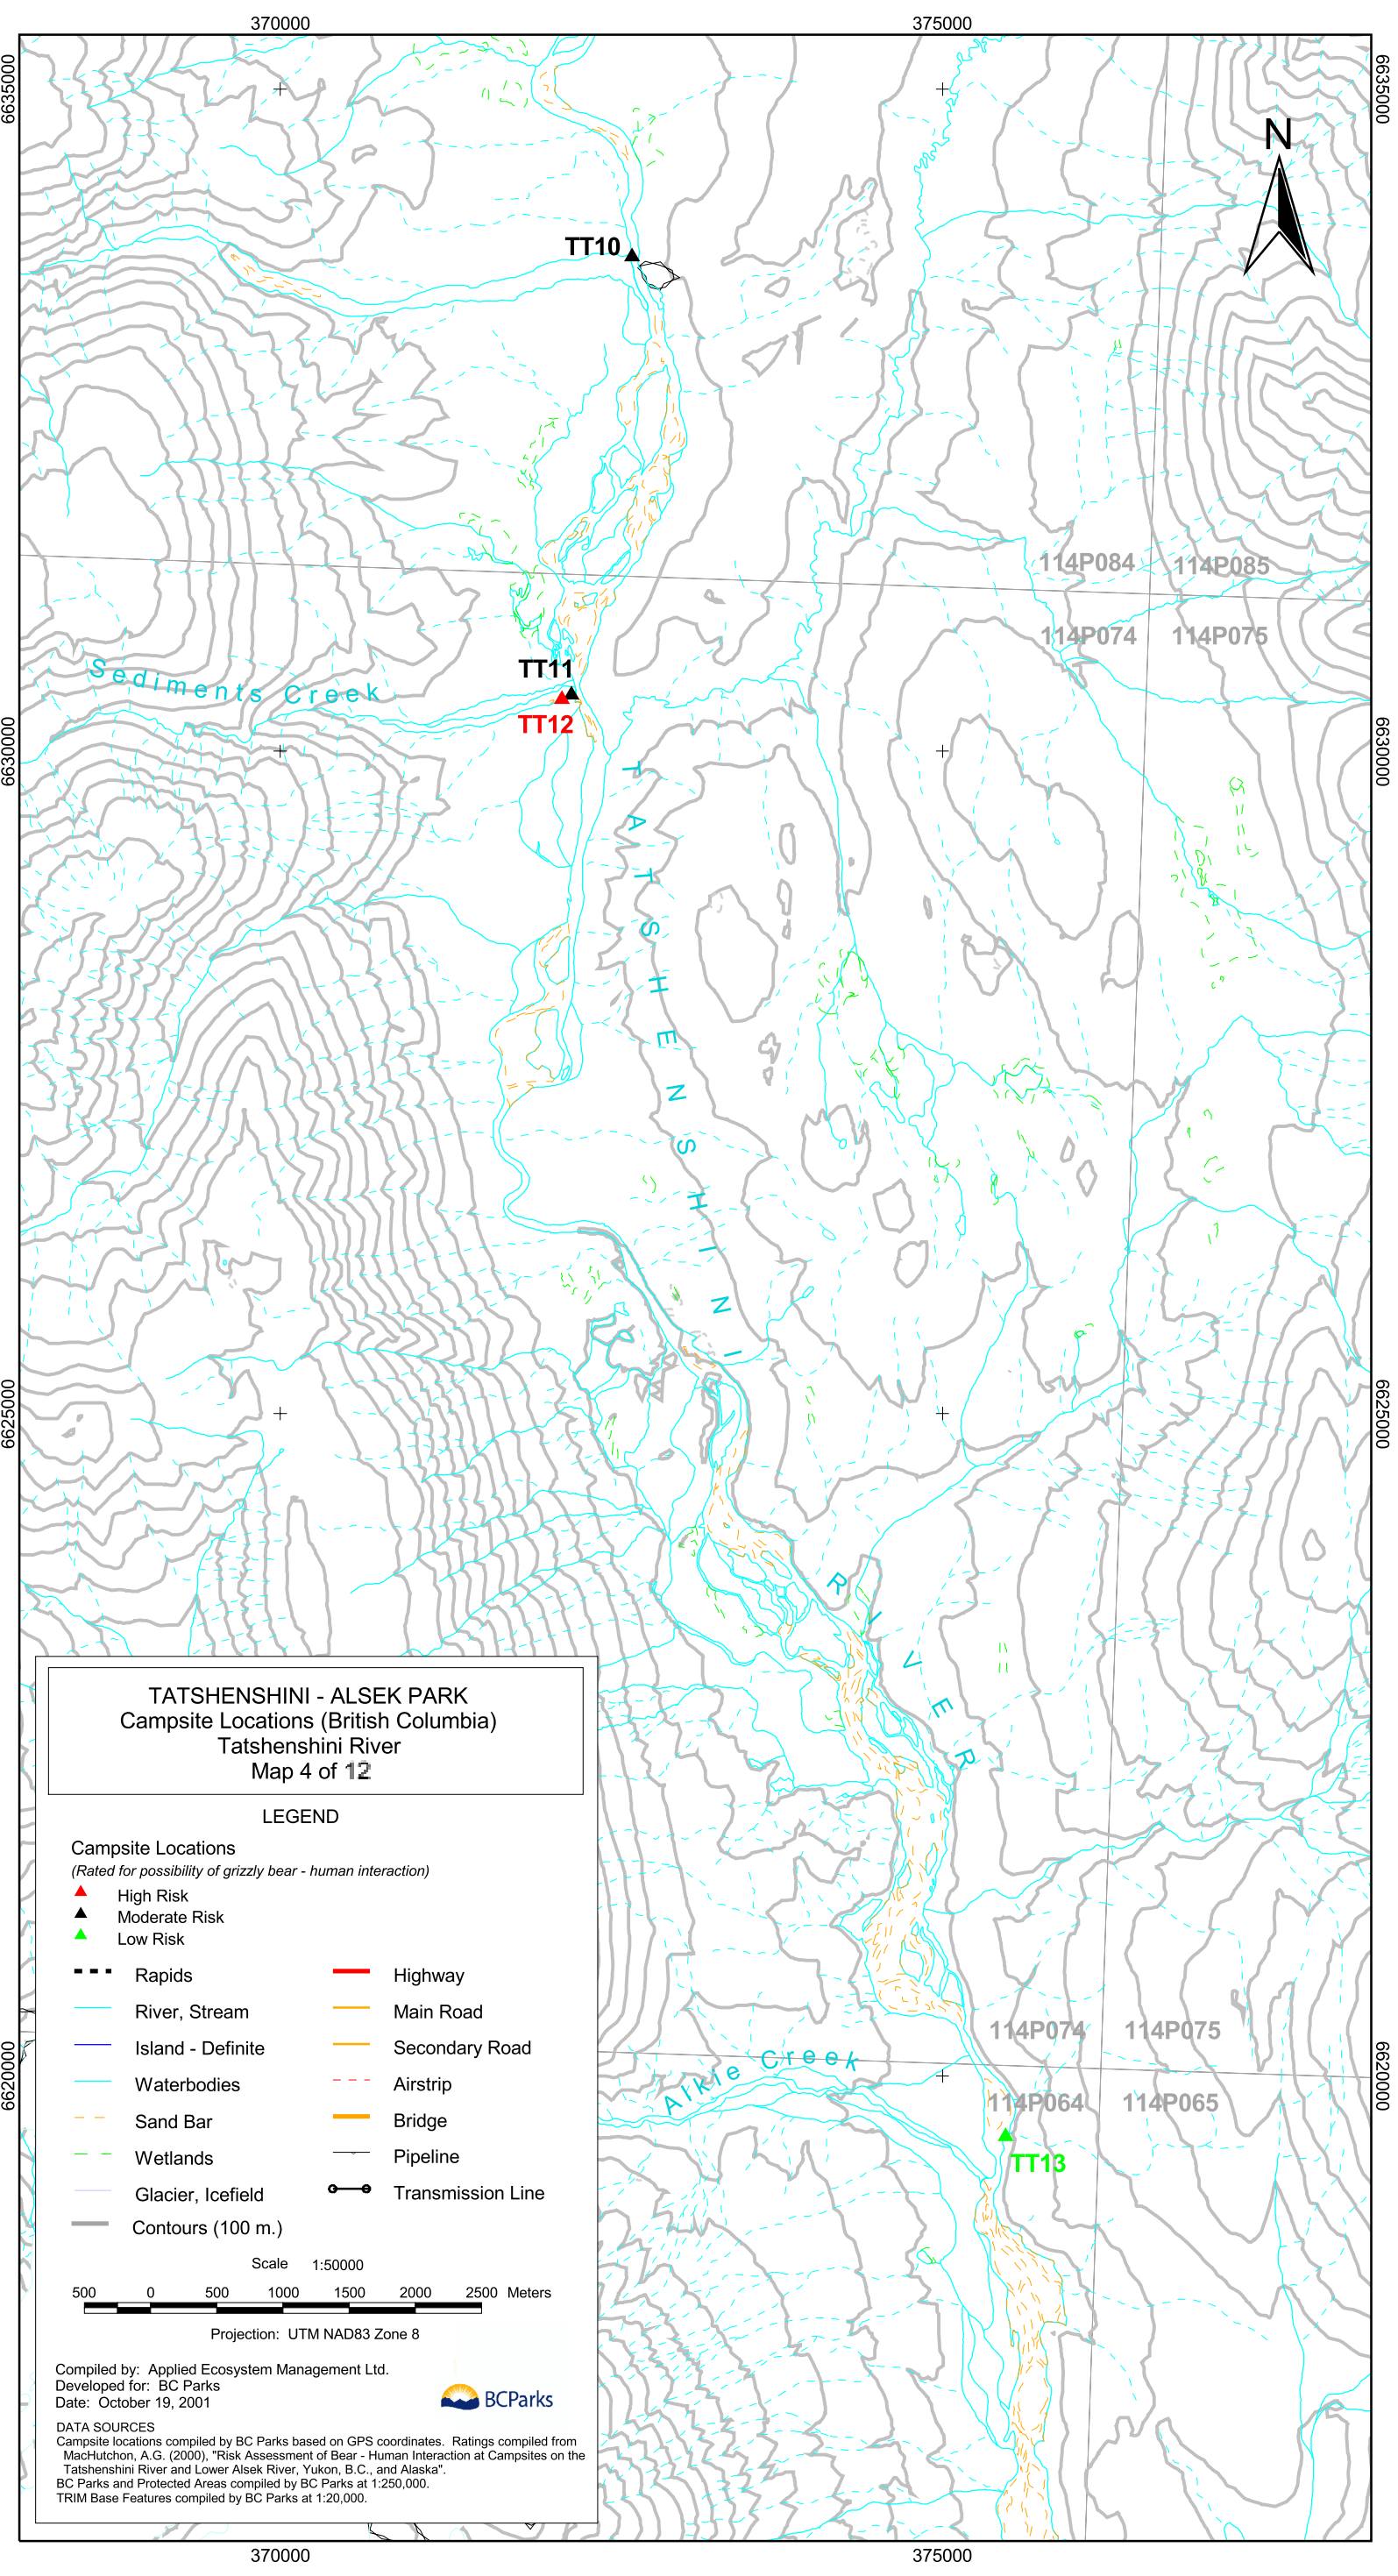 370000 375000
6635000 6635000
N
TT10
114P084 114P085
114P074 114P075
TT11
Sediments Creek
TT12
6630000 6630000
TATSHENSHINI
6625000 6625000
RIVER
TATSHENSHINI - ALSEK PARK
Campsite Locations (British Columbia)
Tatshenshini River
Map 4 of 12
LEGEND
Campsite Locations
(Rated for possibility of grizzly bear - human interaction)
High Risk
Moderate Risk
Low Risk
Rapids Highway
River, Stream Main Road
Island - Definite Secondary Road
Waterbodies Airstrip
Sand Bar Bridge
Wetlands Pipeline
Glacier, Icefield Transmission Line
Contours (100 m.)
Scale 1:50000
500 0 500 1000 1500 2000 2500 Meters
Projection: UTM NAD83 Zone 8
Compiled by: Applied Ecosystem Management Ltd.
Developed for: BC Parks
Date: October 19, 2001
BCParks
DATA SOURCES
Campsite locations compiled by BC Parks based on GPS coordinates. Ratings compiled from
MacHutchon, A.G. (2000), "Risk Assessment of Bear - Human Interaction at Campsites on the
Tatshenshini River and Lower Alsek River, Yukon, B.C., and Alaska".
BC Parks and Protected Areas compiled by BC Parks at 1:250,000.
TRIM Base Features compiled by BC Parks at 1:20,000.
114P074 114P075
Alkie Creek
6620000 6620000
114P064 114P065
TT13
370000 375000